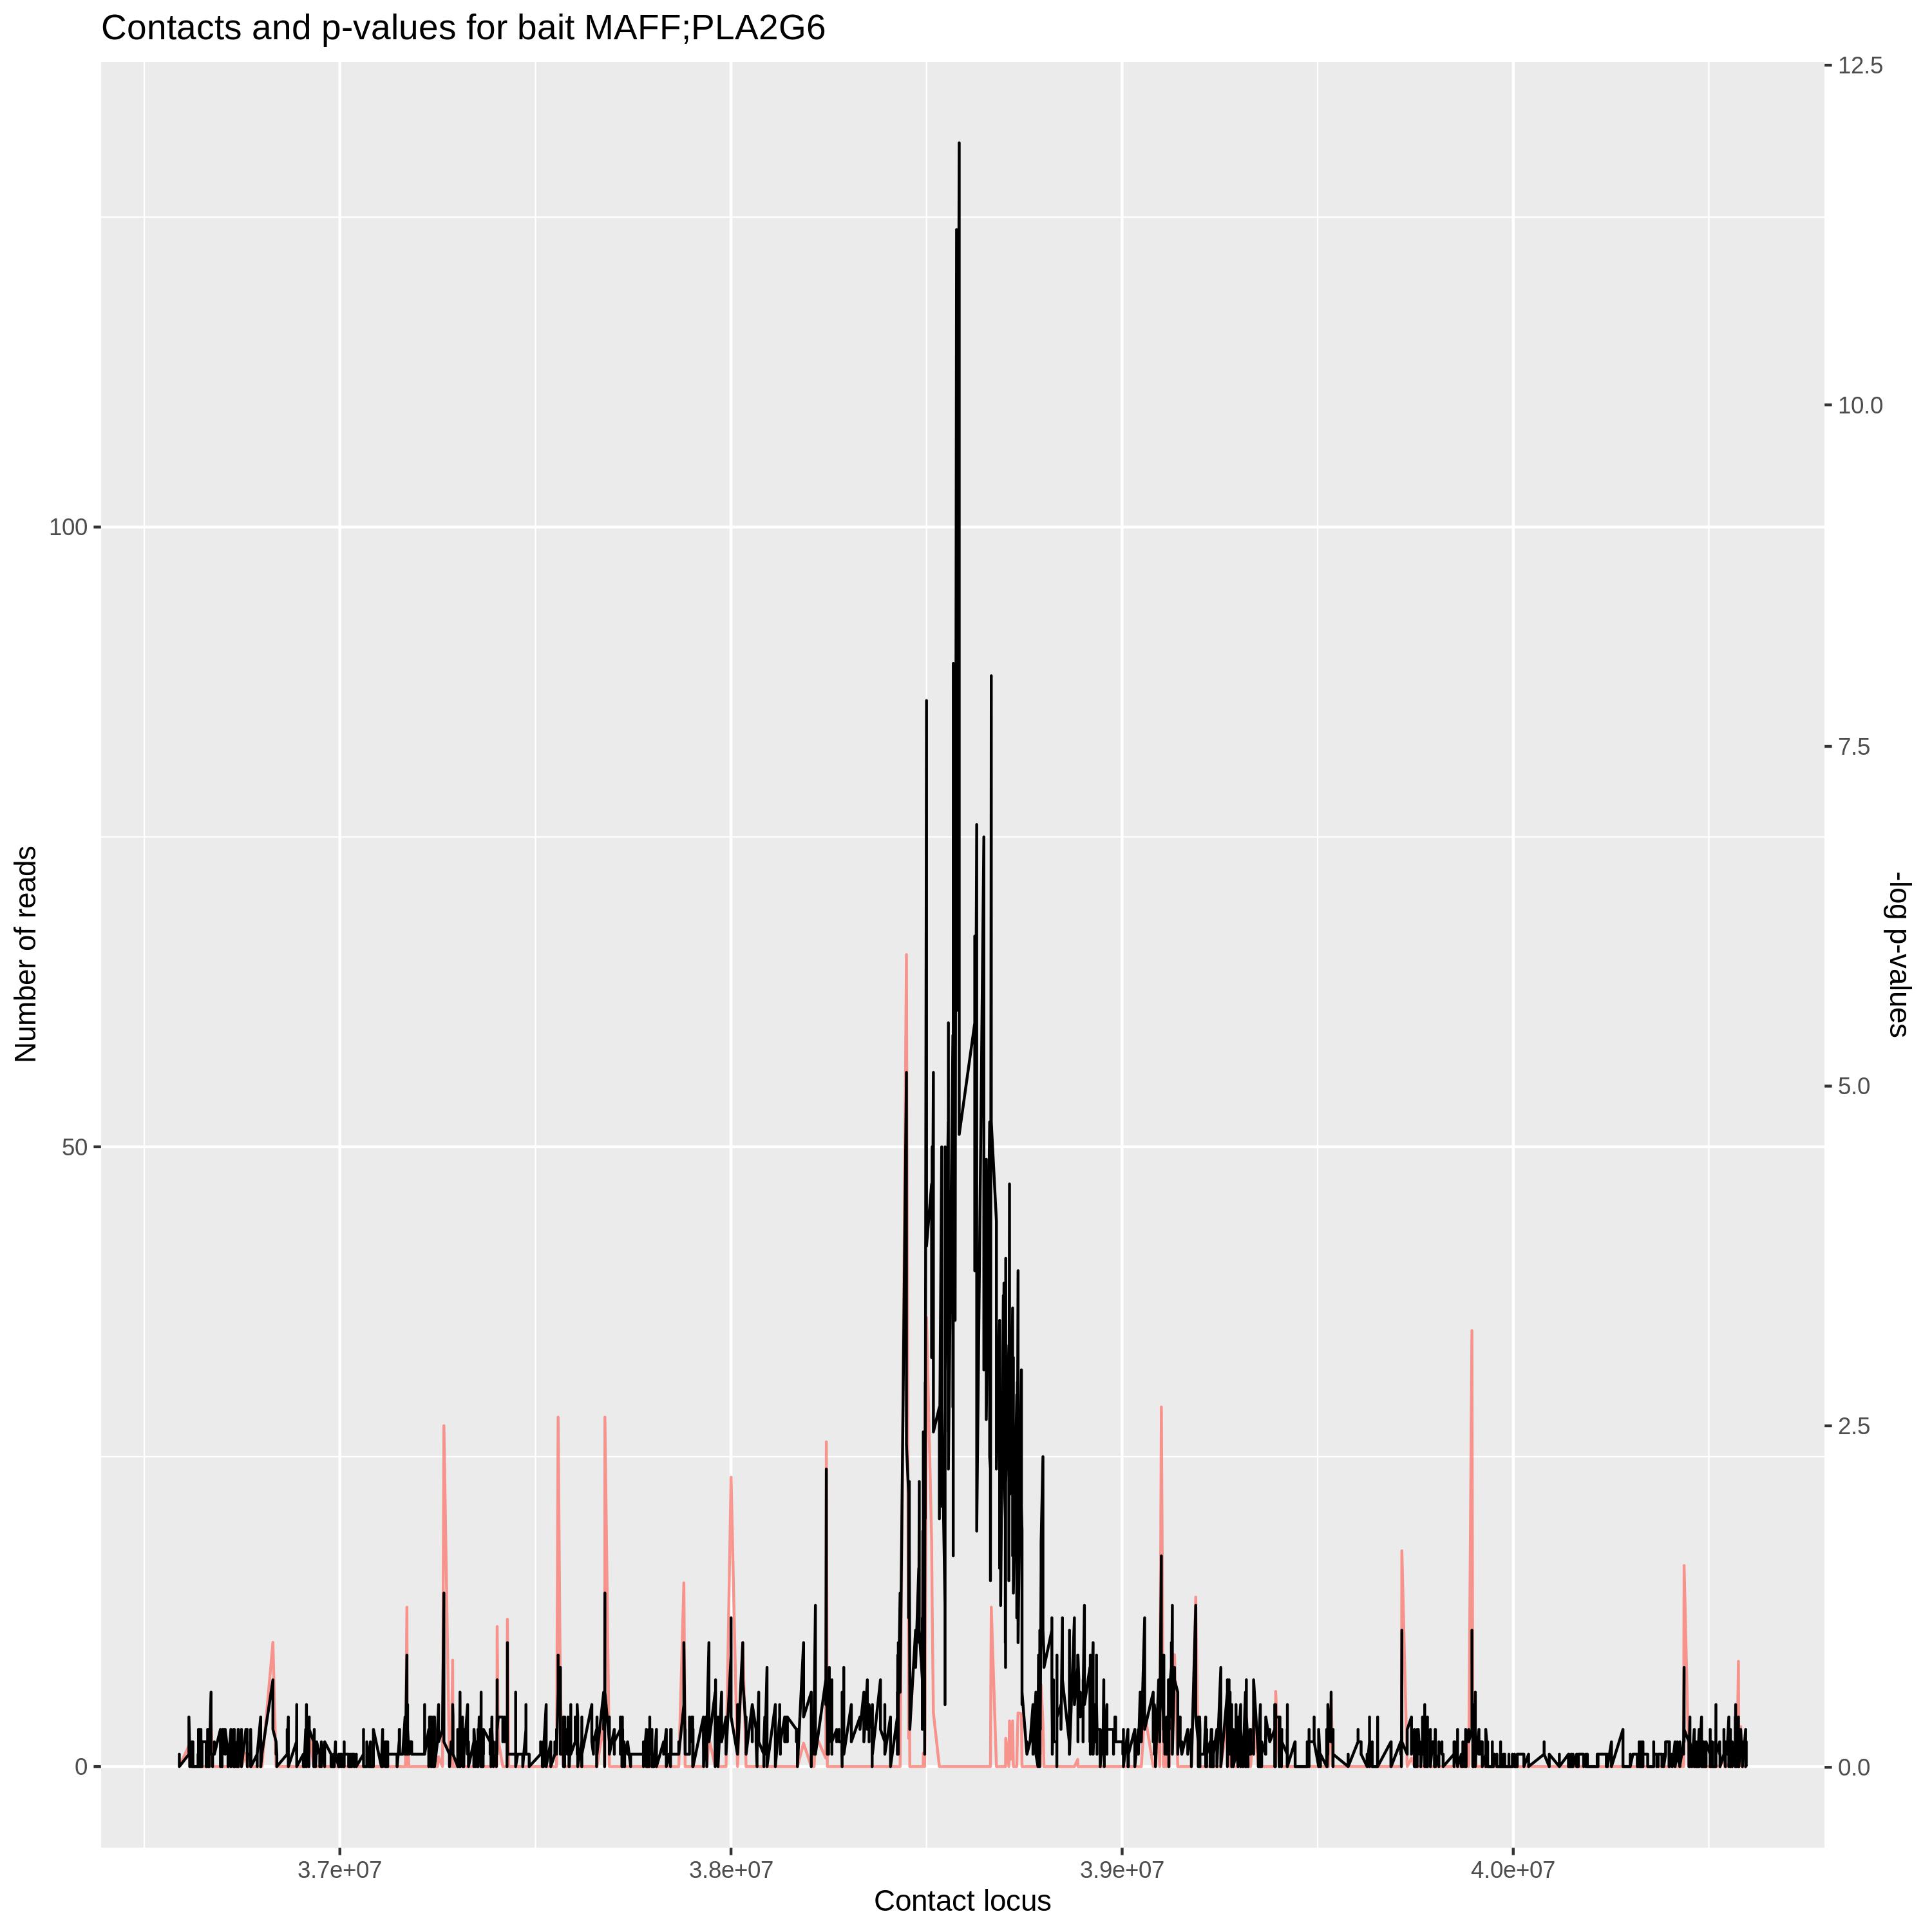 Contacts and p-values for bait MAFF;PLA2G6
12.5
10.0
100
7.5
Number of reads
-log p-values
5.0
50
2.5
0
0.0
3.7e+07
3.8e+07
3.9e+07
4.0e+07
Contact locus